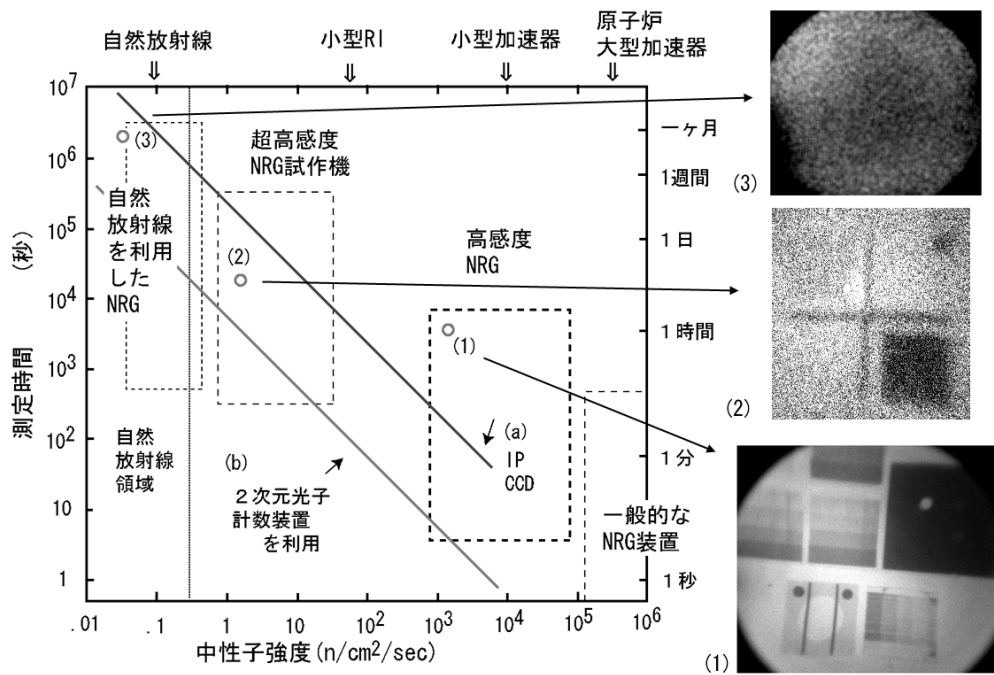 自然放射線
小型RI
小型加速器
原子炉
大型加速器
10⁷
10⁶
10⁵
10⁴
10³
10²
10
1
測定時間 (秒)
.01
.1
1
10
10²
10³
10⁴
10⁵
10⁶
中性子強度(n/cm²/sec)
一ヶ月
1週間
1日
1時間
1分
1秒
(3)
超高感度
NRG試作機
自然
放射線
を利用
した
NRG
(2)
高感度
NRG
(1)
自然
放射線
領域
(b)
2次元光子
計数装置
を利用
(a)
IP
CCD
一般的な
NRG装置
(3)
(2)
(1)